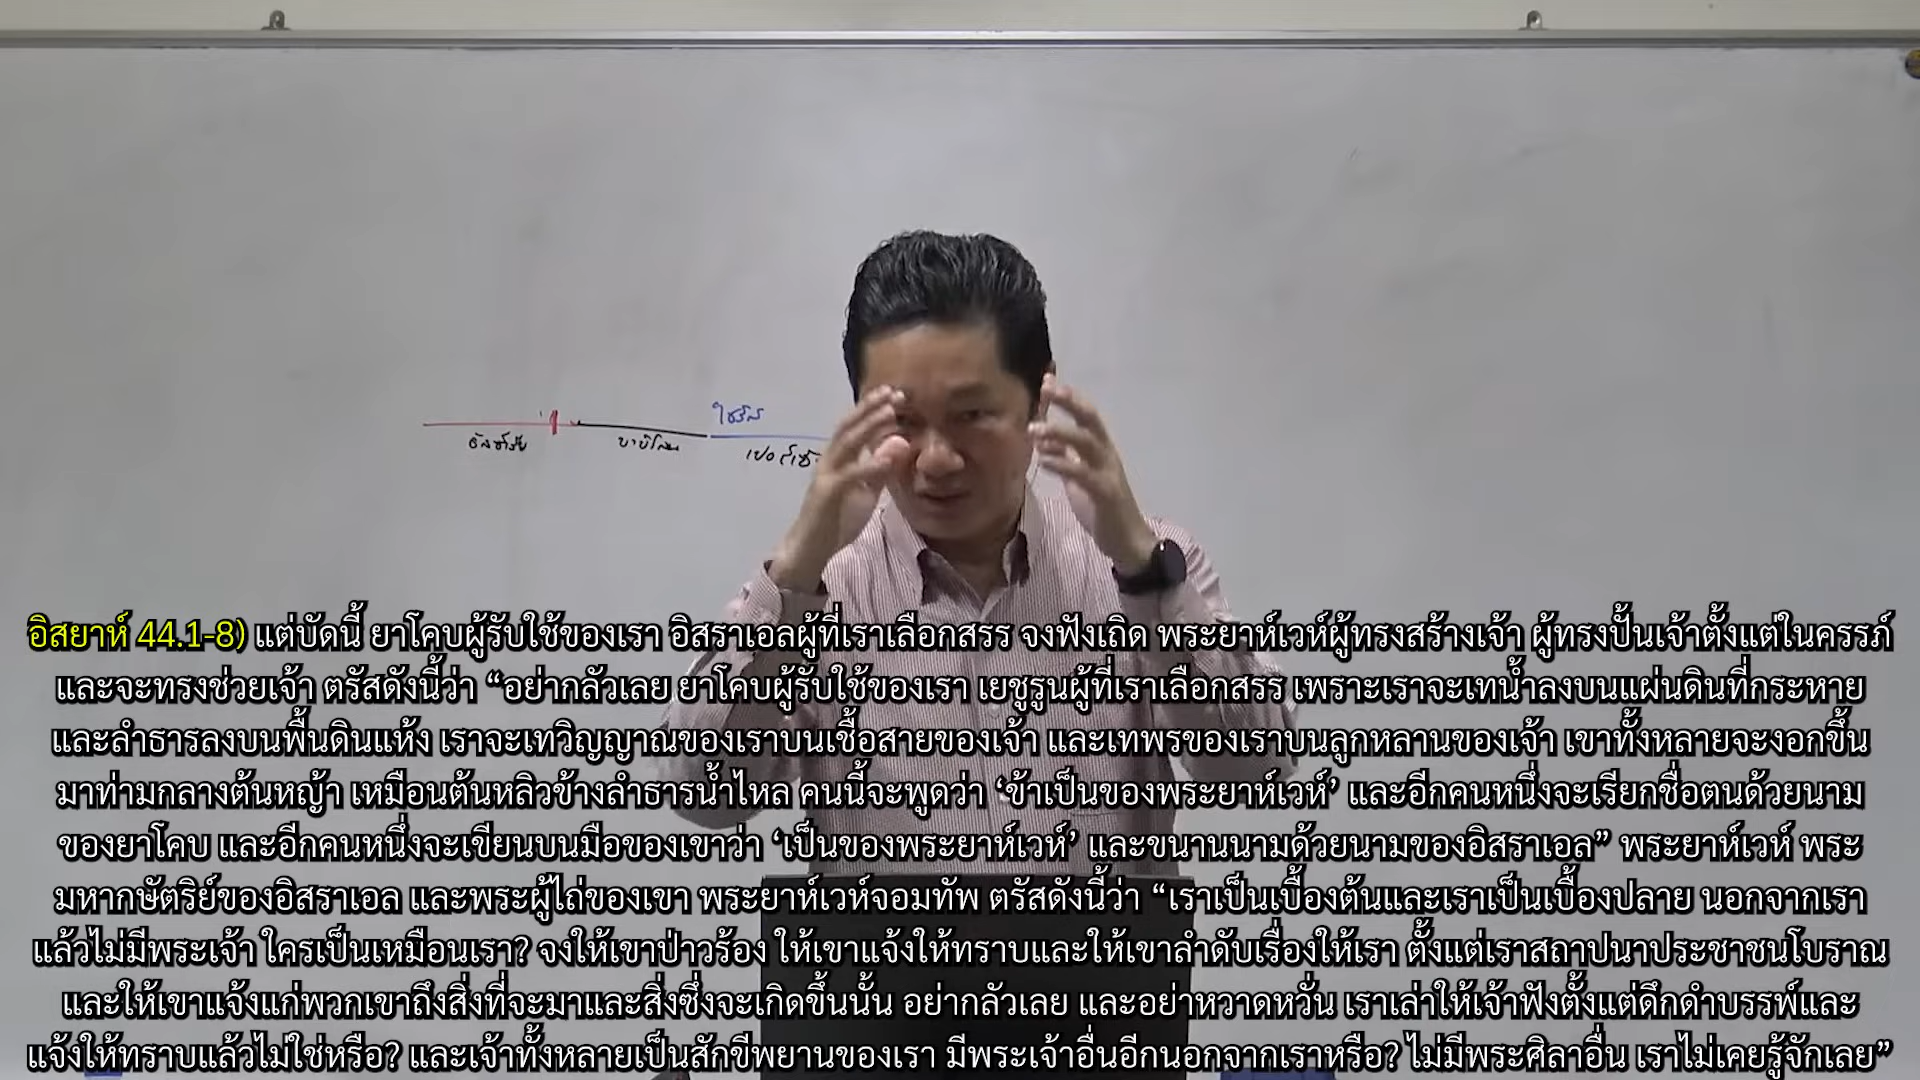 ไซรัส
อัสซีเรีย
บาบิโลน
อิสยาห์ 44.1-8) แต่บัดนี้ ยาโคบผู้รับใช้ของเรา อิสราเอลผู้ที่เราเลือกสรร จงฟังเถิด พระยาห์เวห์ผู้ทรงสร้างเจ้า ผู้ทรงปั้นเจ้าตั้งแต่ในครรภ์
และจะทรงช่วยเจ้า ตรัสดังนี้ว่า “อย่ากลัวเลย ยาโคบผู้รับใช้ของเรา เยชูรูนผู้ที่เราเลือกสรร เพราะเราจะเทน้ำลงบนแผ่นดินที่กระหาย
และลำธารลงบนพื้นดินแห้ง เราจะเทวิญญาณของเราบนเชื้อสายของเจ้า และเทพรของเราบนลูกหลานของเจ้า เขาทั้งหลายจะงอกขึ้น
มาท่ามกลางต้นหญ้า เหมือนต้นหลิวข้างลำธารน้ำไหล คนนี้จะพูดว่า ‘ข้าเป็นของพระยาห์เวห์’ และอีกคนหนึ่งจะเรียกชื่อตนด้วยนาม
ของยาโคบ และอีกคนหนึ่งจะเขียนบนมือของเขาว่า ‘เป็นของพระยาห์เวห์’ และขนานนามด้วยนามของอิสราเอล” พระยาห์เวห์ พระ
มหากษัตริย์ของอิสราเอล และพระผู้ไถ่ของเขา พระยาห์เวห์จอมทัพ ตรัสดังนี้ว่า “เราเป็นเบื้องต้นและเราเป็นเบื้องปลาย นอกจากเรา
แล้วไม่มีพระเจ้า ใครเป็นเหมือนเรา? จงให้เขาป่าวร้อง ให้เขาแจ้งให้ทราบและให้เขาลำดับเรื่องให้เรา ตั้งแต่เราสถาปนาประชาชนโบราณ
และให้เขาแจ้งแก่พวกเขาถึงสิ่งที่จะมาและสิ่งซึ่งจะเกิดขึ้นนั้น อย่ากลัวเลย และอย่าหวาดหวั่น เราเล่าให้เจ้าฟังตั้งแต่ดึกดำบรรพ์และ
แจ้งให้ทราบแล้วไม่ใช่หรือ? และเจ้าทั้งหลายเป็นสักขีพยานของเรา มีพระเจ้าอื่นอีกนอกจากเราหรือ? ไม่มีพระศิลาอื่น เราไม่เคยรู้จักเลย”